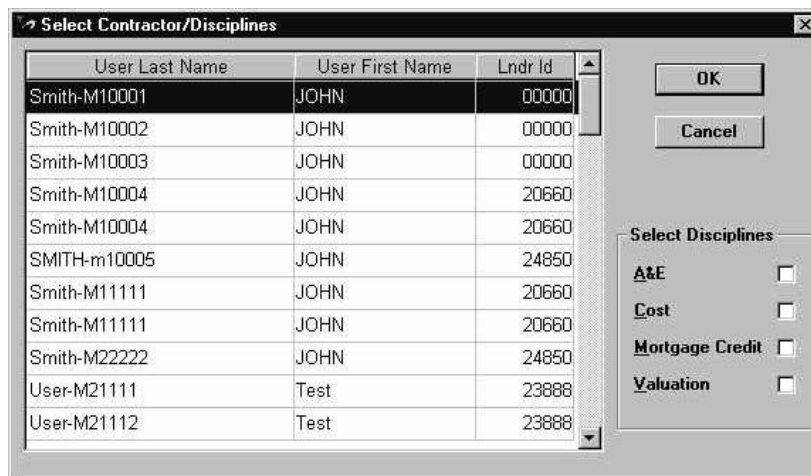 Select Contractor/Disciplines
User Last Name User First Name Lndr Id
Smith-M10001 JOHN 00000
Smith-M10002 JOHN 00000
Smith-M10003 JOHN 00000
Smith-M10004 JOHN 20660
Smith-M10004 JOHN 20660
SMITH-m10005 JOHN 24850
Smith-M11111 JOHN 20660
Smith-M11111 JOHN 20660
Smith-M22222 JOHN 24850
User-M21111 Test 23888
User-M21112 Test 23888
OK
Cancel
Select Disciplines
A&E
Cost
Mortgage Credit
Valuation